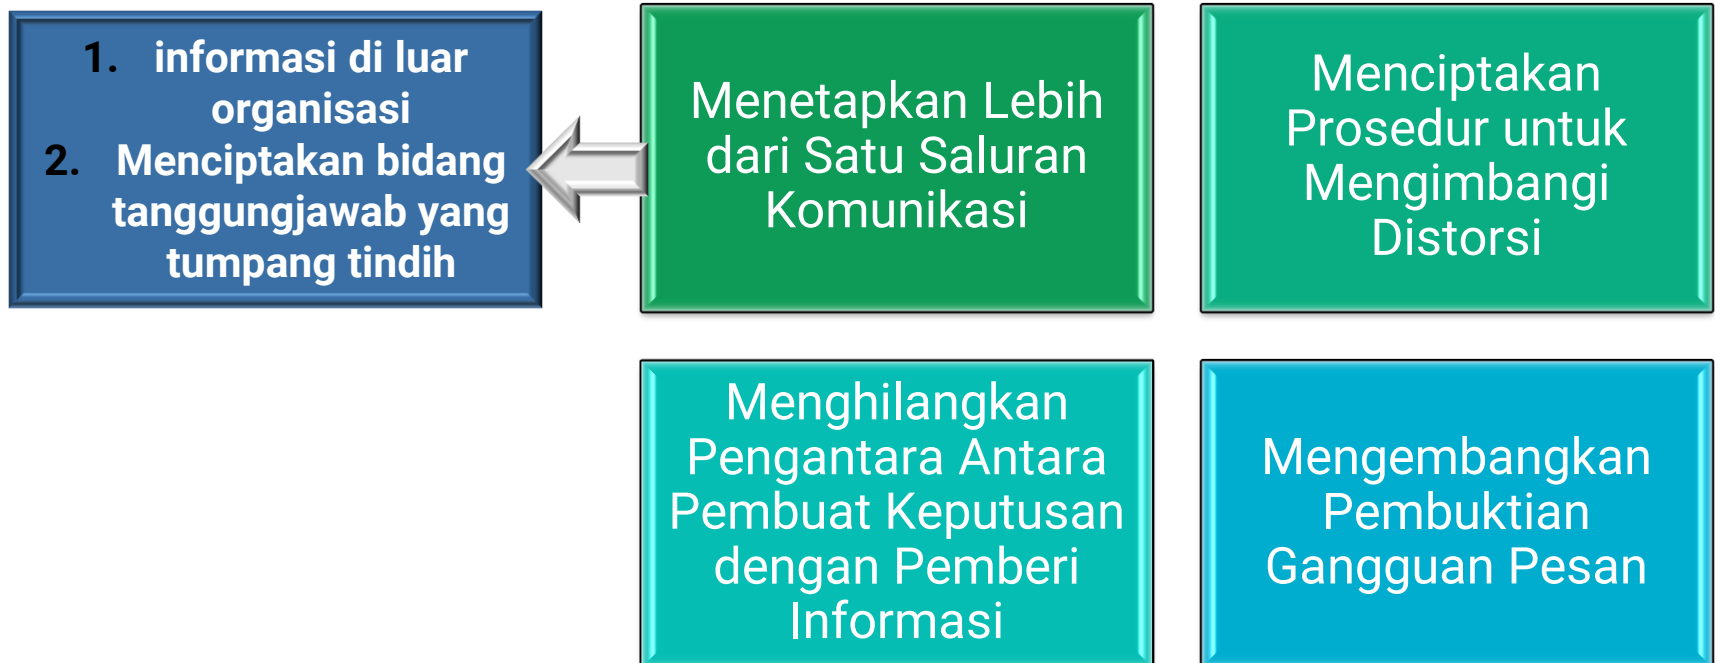 1. informasi di luar
organisasi
2. Menciptakan bidang
tanggungjawab yang
tumpang tindih
Menetapkan Lebih
dari Satu Saluran
Komunikasi
Menciptakan
Prosedur untuk
Mengimbangi
Distorsi
Menghilangkan
Pengantara Antara
Pembuat Keputusan
dengan Pemberi
Informasi
Mengembangkan
Pembuktian
Gangguan Pesan